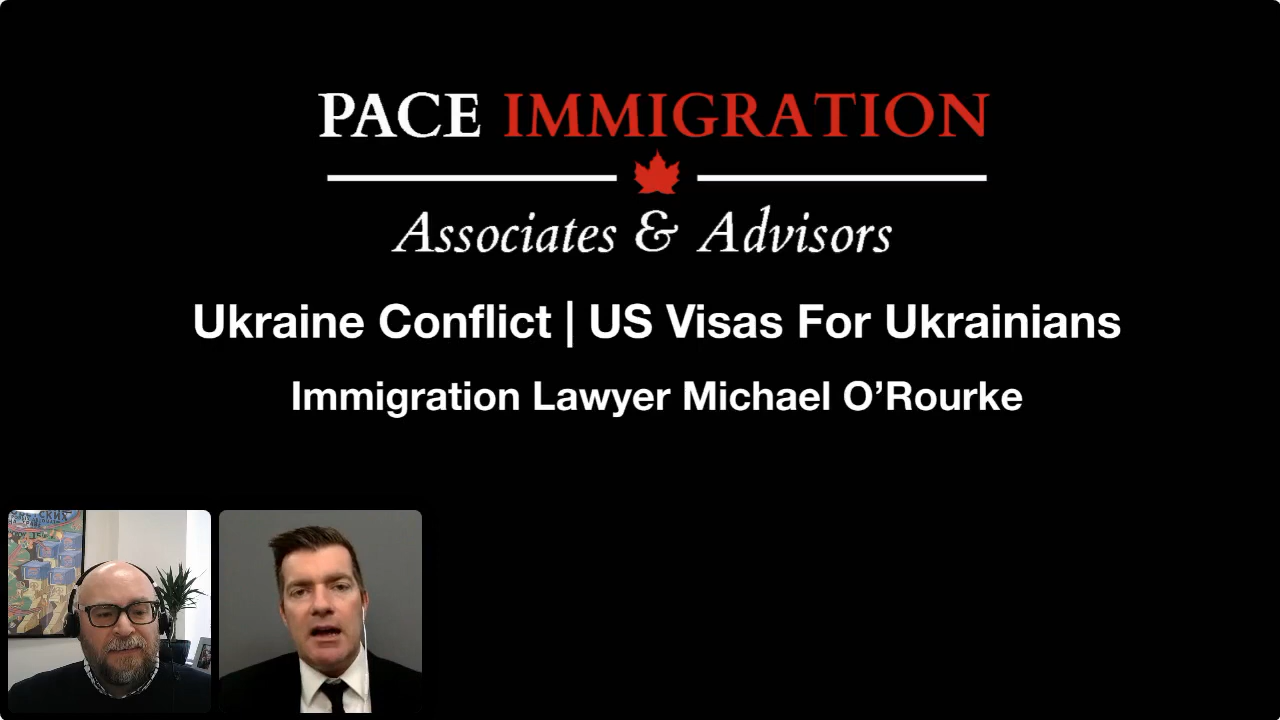 PACE IMMIGRATION
Associates & Advisors
Ukraine Conflict | US Visas For Ukrainians
Immigration Lawyer Michael O’Rourke